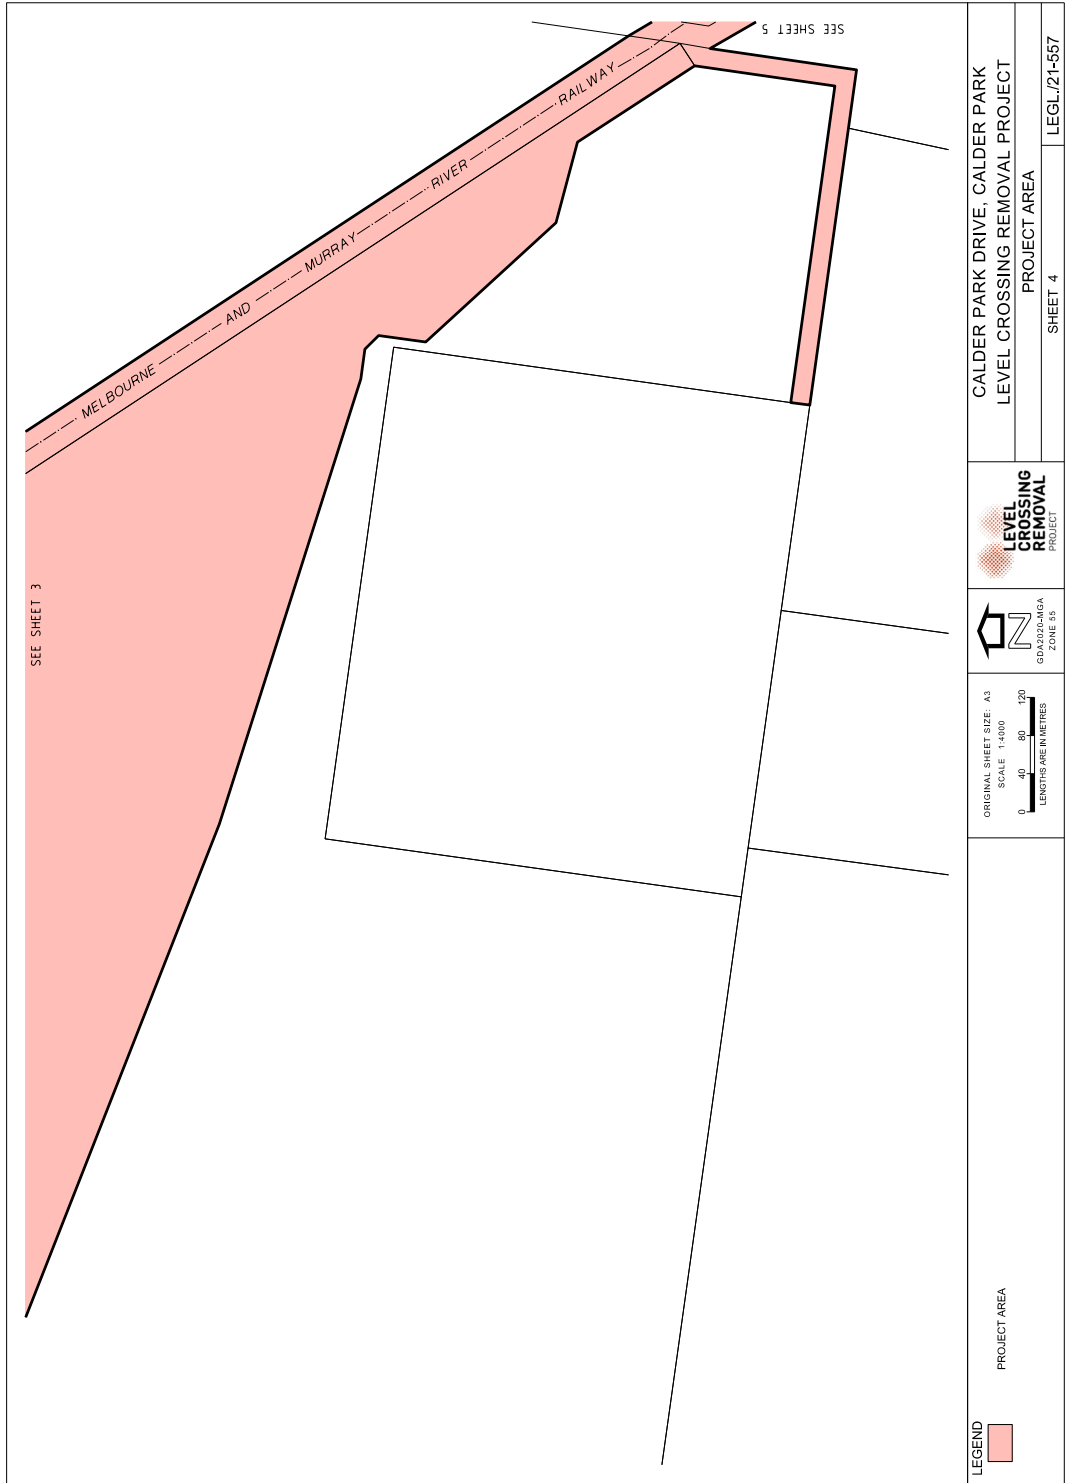 SEE SHEET 3
SEE SHEET 5
MELBOURNE AND MURRAY RIVER RAILWAY
LEGEND
PROJECT AREA
ORIGINAL SHEET SIZE: A3
SCALE 1:4000
0 40 80 120
LENGTHS ARE IN METRES
N
GDA2020-MGA
ZONE 55
LEVEL
CROSSING
REMOVAL
PROJECT
CALDER PARK DRIVE, CALDER PARK
LEVEL CROSSING REMOVAL PROJECT
PROJECT AREA
SHEET 4
LEGL./21-557